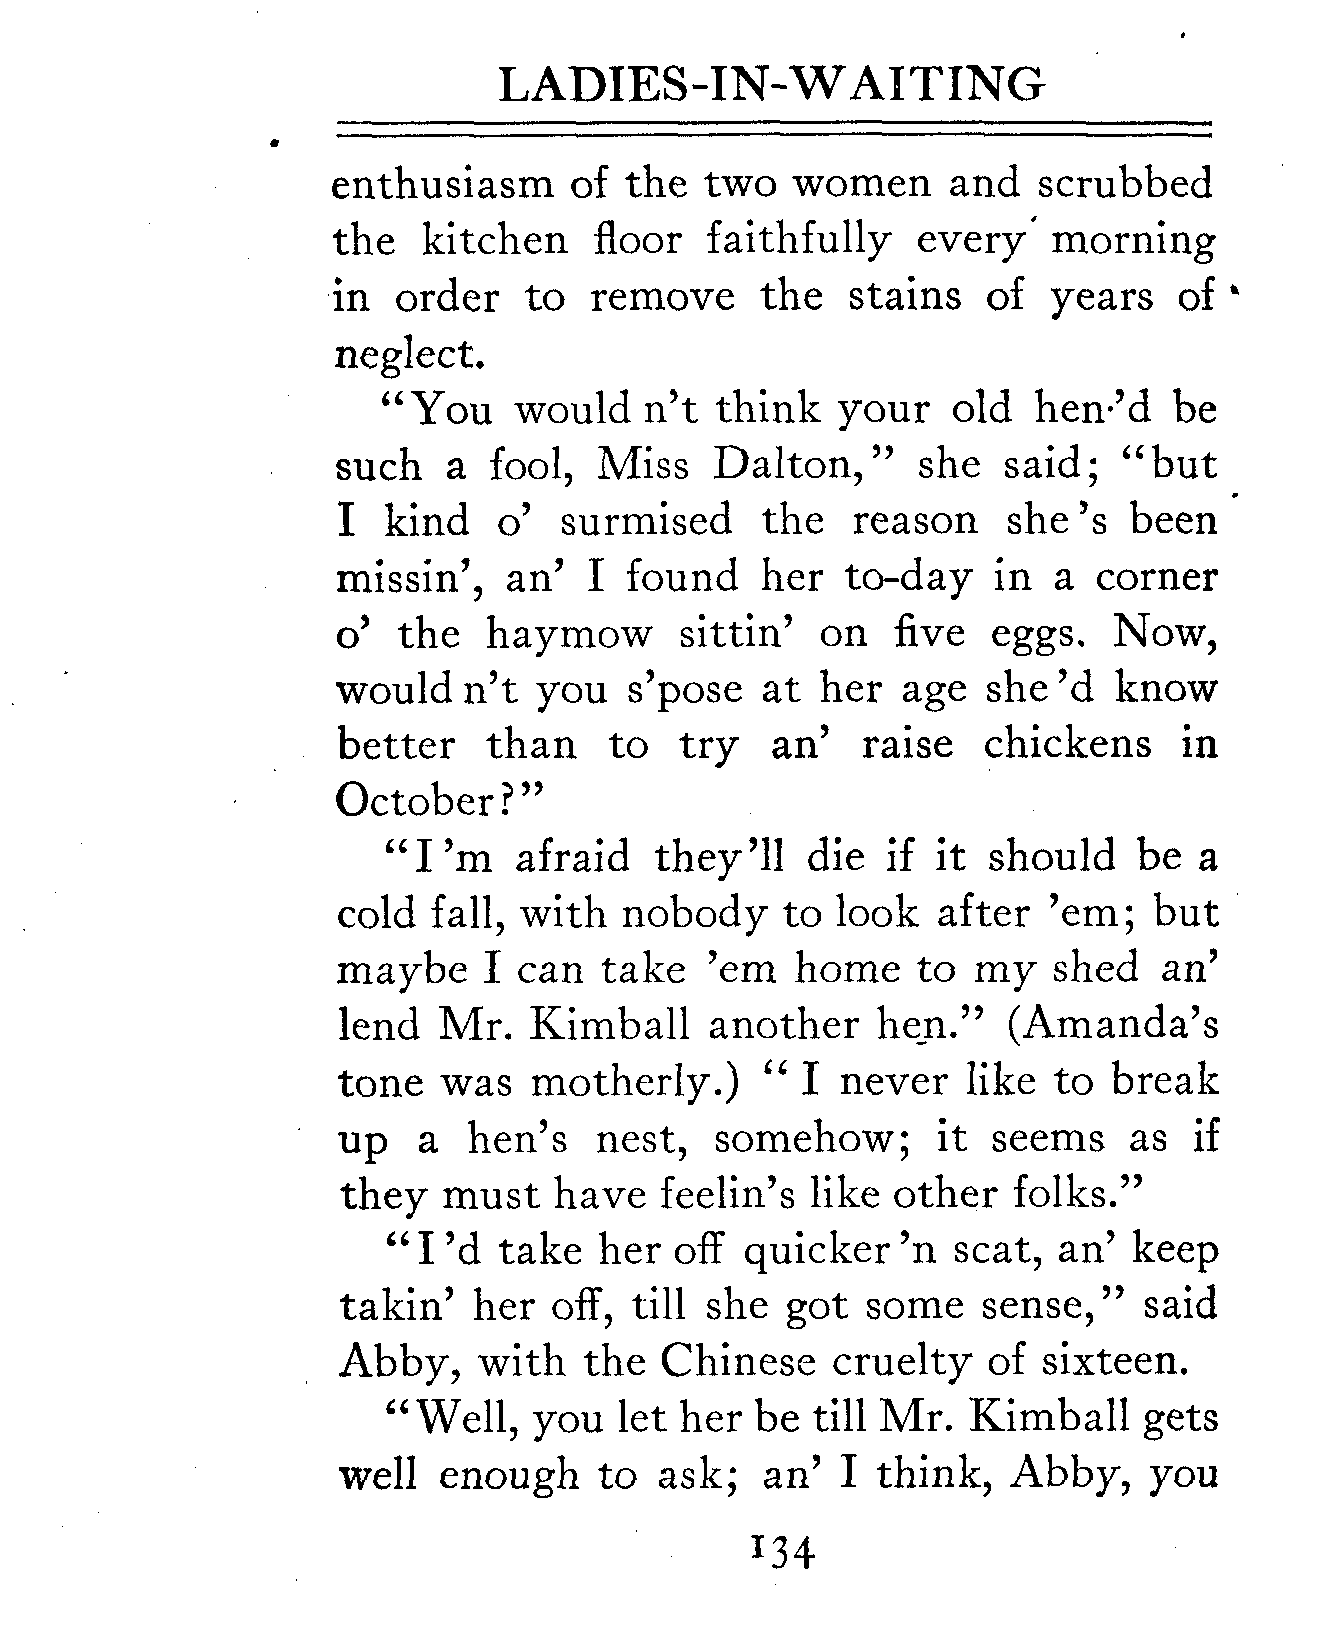 LADIES-IN-WAITING
enthusiasm of the two women and scrubbed
the kitchen floor faithfully every morning
in order to remove the stains of years of
neglect.
“You would n’t think your old hen ’d be
such a fool, Miss Dalton,” she said; “but
I kind o’ surmised the reason she ’s been
missin’, an’ I found her to-day in a corner
o’ the haymow sittin’ on five eggs. Now,
would n’t you s’pose at her age she ’d know
better than to try an’ raise chickens in
October?”
“I ’m afraid they ’ll die if it should be a
cold fall, with nobody to look after ’em; but
maybe I can take ’em home to my shed an’
lend Mr. Kimball another hen.” (Amanda’s
tone was motherly.) “I never like to break
up a hen’s nest, somehow; it seems as if
they must have feelin’s like other folks.”
“I ’d take her off quicker ’n scat, an’ keep
takin’ her off, till she got some sense,” said
Abby, with the Chinese cruelty of sixteen.
“Well, you let her be till Mr. Kimball gets
well enough to ask; an’ I think, Abby, you
134